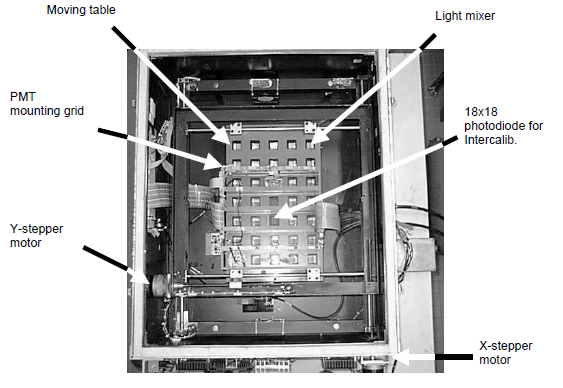 Moving table
Light mixer
PMT
mounting grid
18x18
photodiode for
Intercalib.
Y-stepper
motor
X-stepper
motor